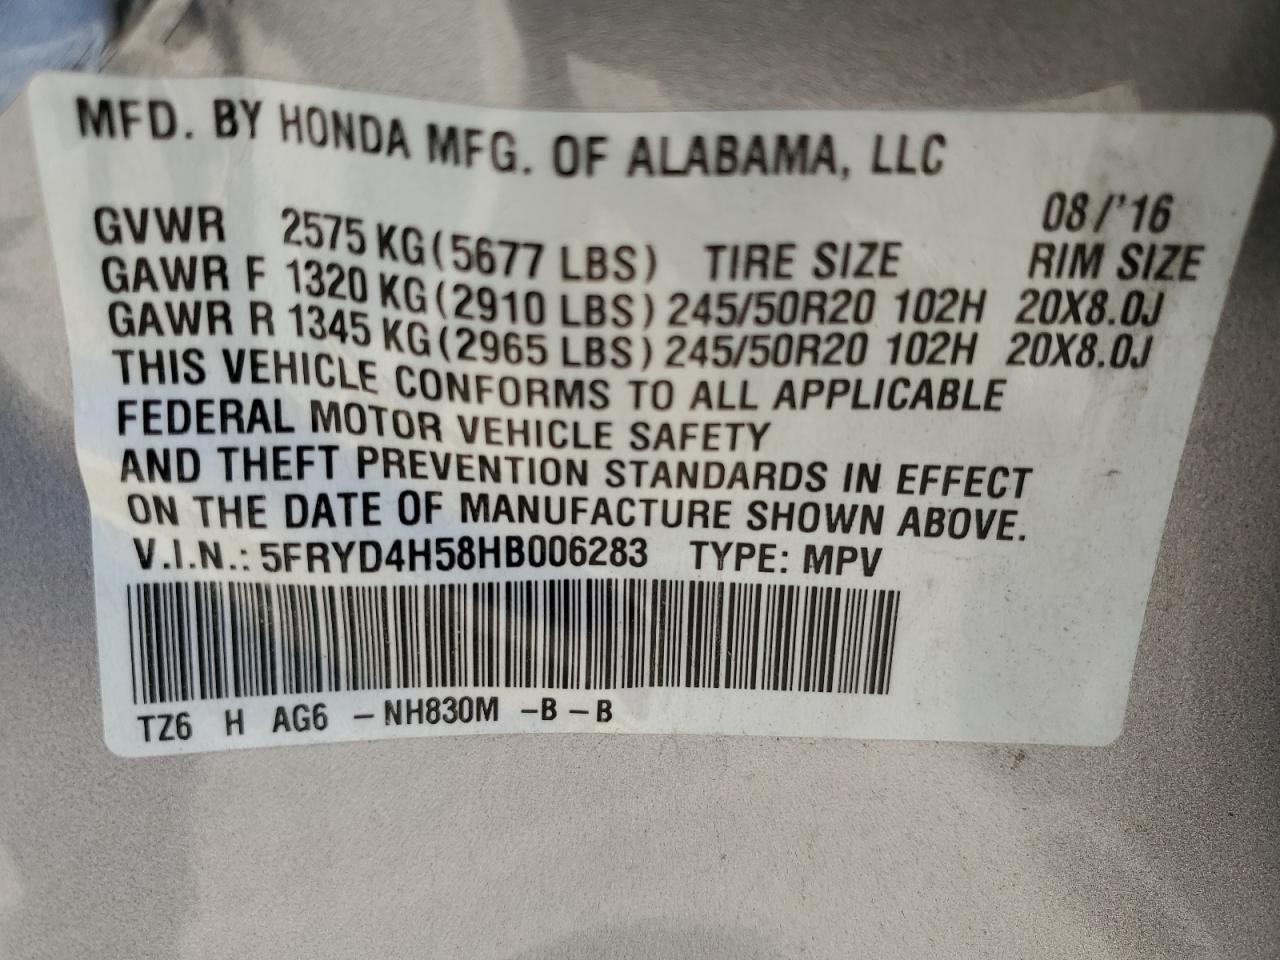 MFD. BY HONDA MFG. OF ALABAMA, LLC
08/'16
GVWR 2575 KG (5677 LBS) TIRE SIZE RIM SIZE
GAWR F 1320 KG (2910 LBS) 245/50R20 102H 20X8.0J
GAWR R 1345 KG (2965 LBS) 245/50R20 102H 20X8.0J
THIS VEHICLE CONFORMS TO ALL APPLICABLE
FEDERAL MOTOR VEHICLE SAFETY
AND THEFT PREVENTION STANDARDS IN EFFECT
ON THE DATE OF MANUFACTURE SHOWN ABOVE.
V.I.N.: 5FRYD4H58HB006283 TYPE: MPV
TZ6 H AG6 – NH830M –B – B